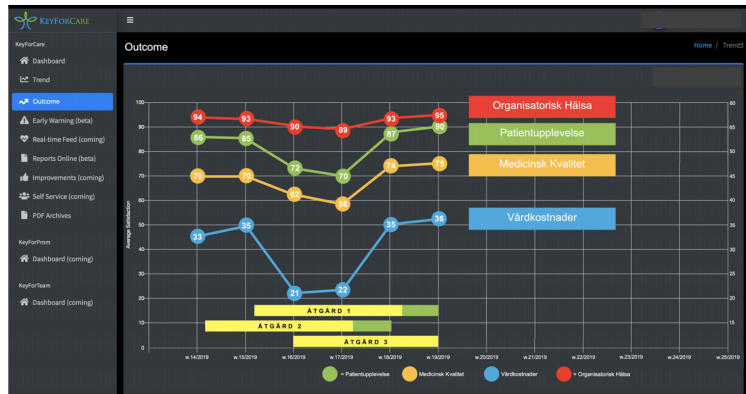 KEYFORCARE
KeyForCare
Dashboard
Trend
Outcome
Early Warning (beta)
Real-time Feed (coming)
Reports Online (beta)
Improvements (coming)
Self Service (coming)
PDF Archives
KeyForProm
Dashboard (coming)
KeyForTeam
Dashboard (coming)
Outcome
Home / Trend
Average Satisfaction
100
90
80
70
60
50
40
30
20
10
0
94 93 90 89 93 95
86 85 72 70 87 90
70 70 62 58 74 75
33 35 21 22 35 36
Organisatorisk Hälsa
Patientupplevelse
Medicinsk Kvalitet
Vårdkostnader
60
55
50
45
40
35
30
25
20
15
ÅTGÄRD 1
ÅTGÄRD 2
ÅTGÄRD 3
w.14/2019 w.15/2019 w.16/2019 w.17/2019 w.18/2019 w.19/2019 w.20/2019 w.21/2019 w.22/2019 w.23/2019 w.24/2019 w.25/2019
= Patientupplevelse Medicinsk Kvalitet Vårdkostnader = Organisatorisk Hälsa